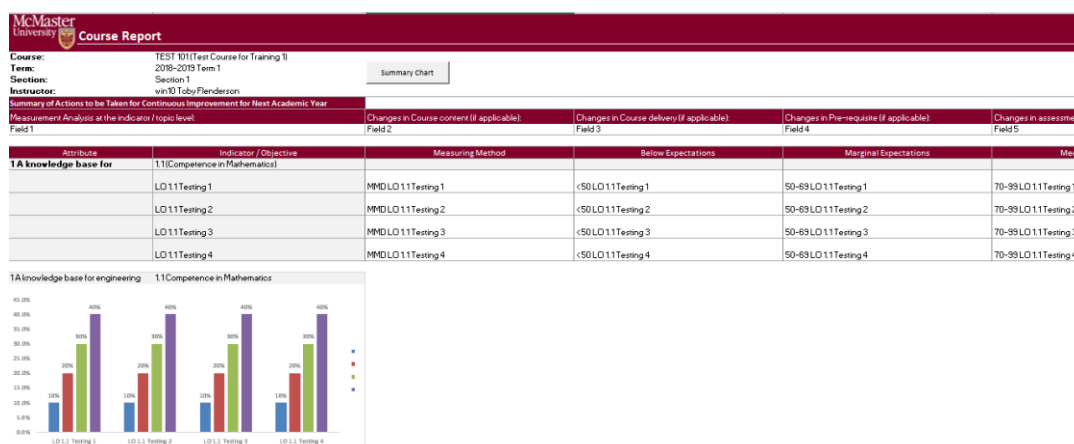 McMaster
University
Course Report
Course: TEST 101(Test Course for Training 1)
Term: 2018-2019 Term 1
Section: Section 1
Instructor: win10 Toby Flenderson
Summary Chart
Summary of Actions to be Taken for Continuous Improvement for Next Academic Year
Measurement Analysis at the indicator / topic level: Changes in Course content (if applicable): Changes in Course delivery (if applicable): Changes in Pre-requisite (if applicable): Changes in assessme
Field 1 Field 2 Field 3 Field 4 Field 5
Attribute Indicator / Objective Measuring Method Below Expectations Marginal Expectations Mee
1 A knowledge base for 1.1(Competence in Mathematics)
LO 1.1 Testing 1 MMD LO 1.1 Testing 1 <50 LO 1.1 Testing 1 50-69 LO 1.1 Testing 1 70-99 LO 1.1 Testing 1
LO 1.1 Testing 2 MMD LO 1.1 Testing 2 <50 LO 1.1 Testing 2 50-69 LO 1.1 Testing 2 70-99 LO 1.1 Testing 2
LO 1.1 Testing 3 MMD LO 1.1 Testing 3 <50 LO 1.1 Testing 3 50-69 LO 1.1 Testing 3 70-99 LO 1.1 Testing 3
LO 1.1 Testing 4 MMD LO 1.1 Testing 4 <50 LO 1.1 Testing 4 50-69 LO 1.1 Testing 4 70-99 LO 1.1 Testing 4
1 A knowledge base for engineering 1.1 Competence in Mathematics
45.0%
40.0%
35.0%
30.0%
25.0%
20.0%
15.0%
10.0%
5.0%
0.0%
10% 20% 30% 40% 10% 20% 30% 40% 10% 20% 30% 40% 10% 20% 30% 40%
LO 1.1 Testing 1 LO 1.1 Testing 2 LO 1.1 Testing 3 LO 1.1 Testing 4